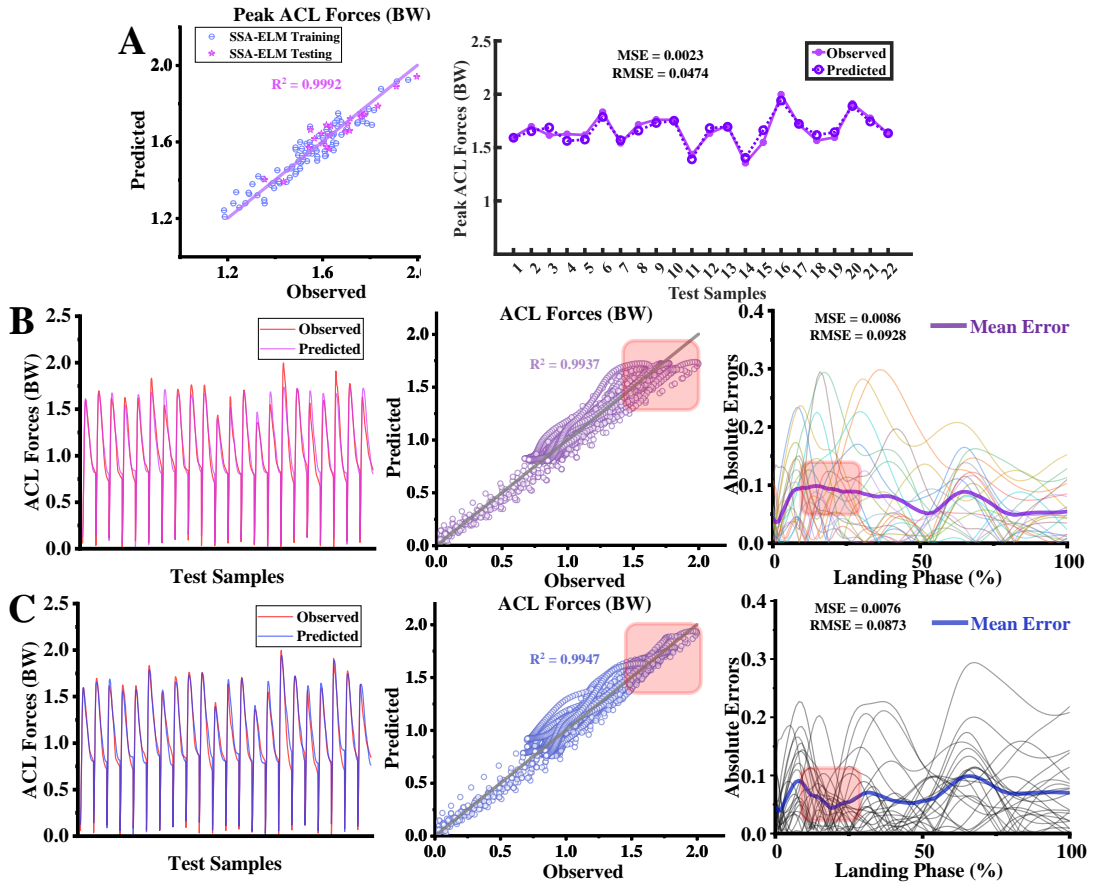 A
Peak ACL Forces (BW)
SSA-ELM Training
SSA-ELM Testing
R² = 0.9992
2.0
1.6
1.2
Predicted
1.2
1.6
2.0
Observed
MSE = 0.0023
RMSE = 0.0474
Observed
Predicted
Peak ACL Forces (BW)
2
1.5
1
1
2
3
4
5
6
7
8
9
10
11
12
13
14
15
16
17
18
19
20
21
22
Test Samples
B
ACL Forces (BW)
2.5
2.0
1.5
1.0
0.5
0.0
Observed
Predicted
Test Samples
ACL Forces (BW)
R² = 0.9937
Predicted
2.0
1.5
1.0
0.5
0.0
0.0
0.5
1.0
1.5
2.0
Observed
MSE = 0.0086
RMSE = 0.0928
Mean Error
Absolute Errors
0.4
0.3
0.2
0.1
0.0
0
50
100
Landing Phase (%)
C
ACL Forces (BW)
2.5
2.0
1.5
1.0
0.5
0.0
Observed
Predicted
Test Samples
ACL Forces (BW)
R² = 0.9947
Predicted
2.0
1.5
1.0
0.5
0.0
0.0
0.5
1.0
1.5
2.0
Observed
MSE = 0.0076
RMSE = 0.0873
Mean Error
Absolute Errors
0.4
0.3
0.2
0.1
0.0
0
50
100
Landing Phase (%)